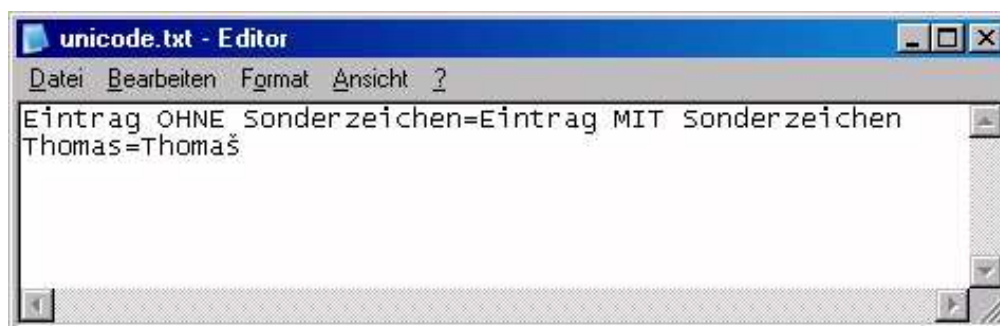 unicode.txt - Editor
Datei Bearbeiten Format Ansicht ?
Eintrag OHNE Sonderzeichen=Eintrag MIT Sonderzeichen
Thomas=Thomaš